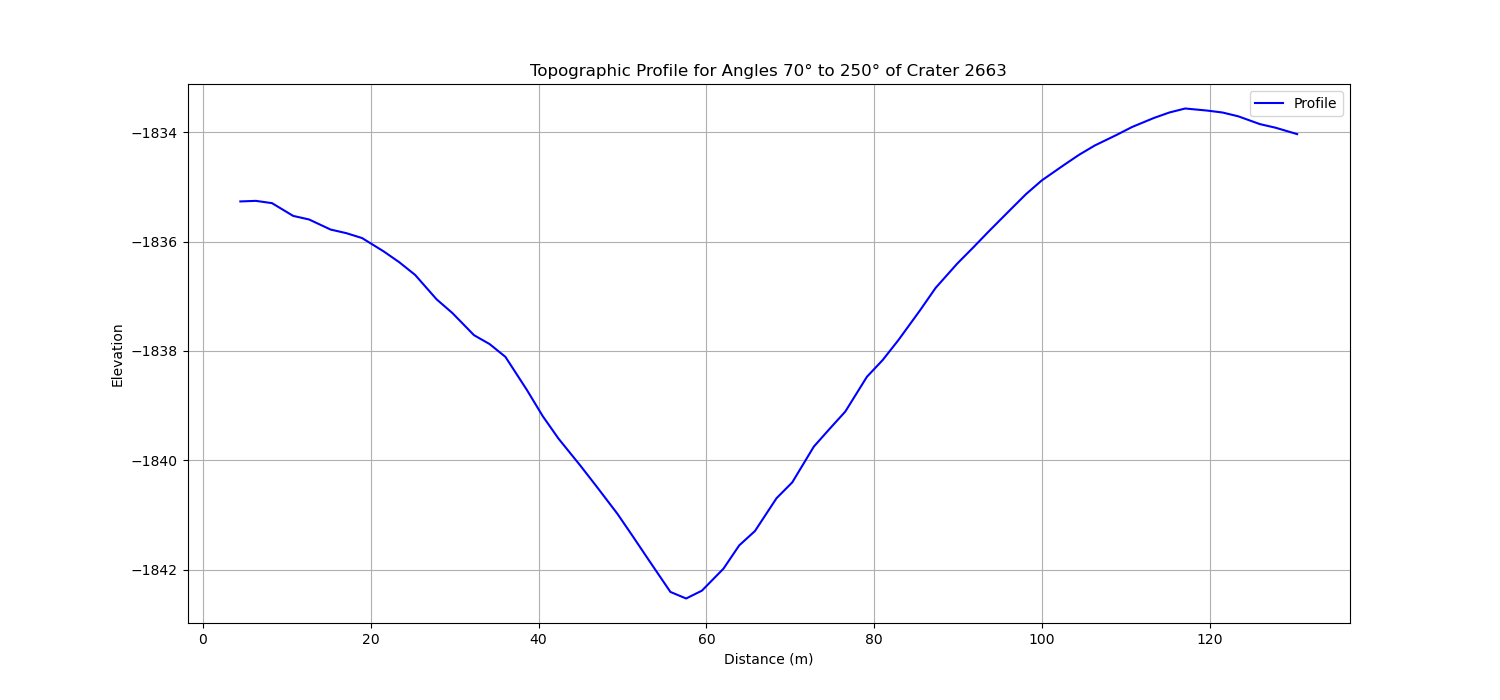 Topographic Profile for Angles 70° to 250° of Crater 2663
Profile
−1834
−1836
−1838
−1840
−1842
Elevation
0 20 40 60 80 100 120
Distance (m)